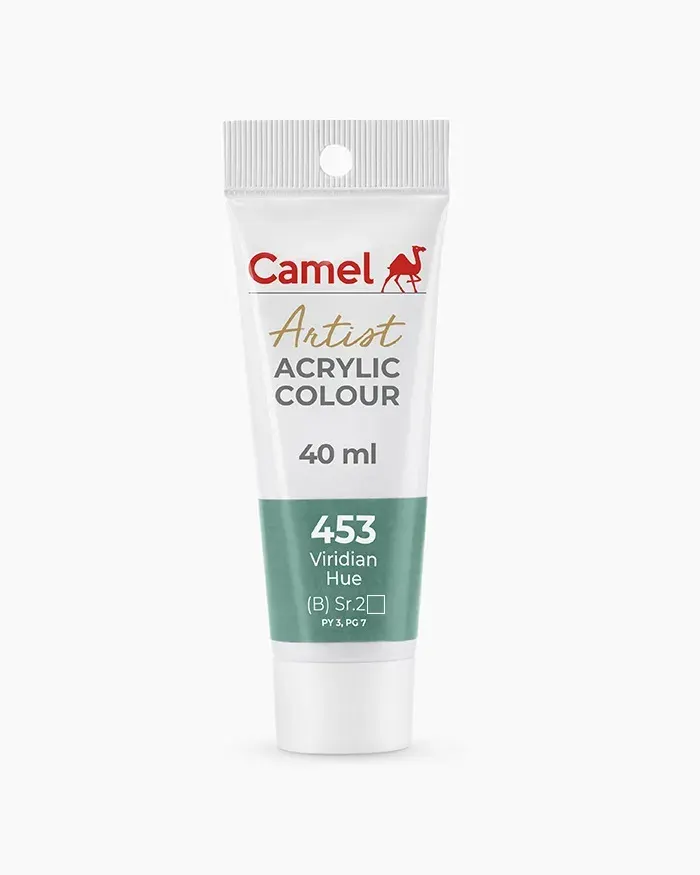 Camel
Artist
ACRYLIC
COLOUR
40 ml
453
Viridian
Hue
(B) Sr.2
PY 3, PG 7